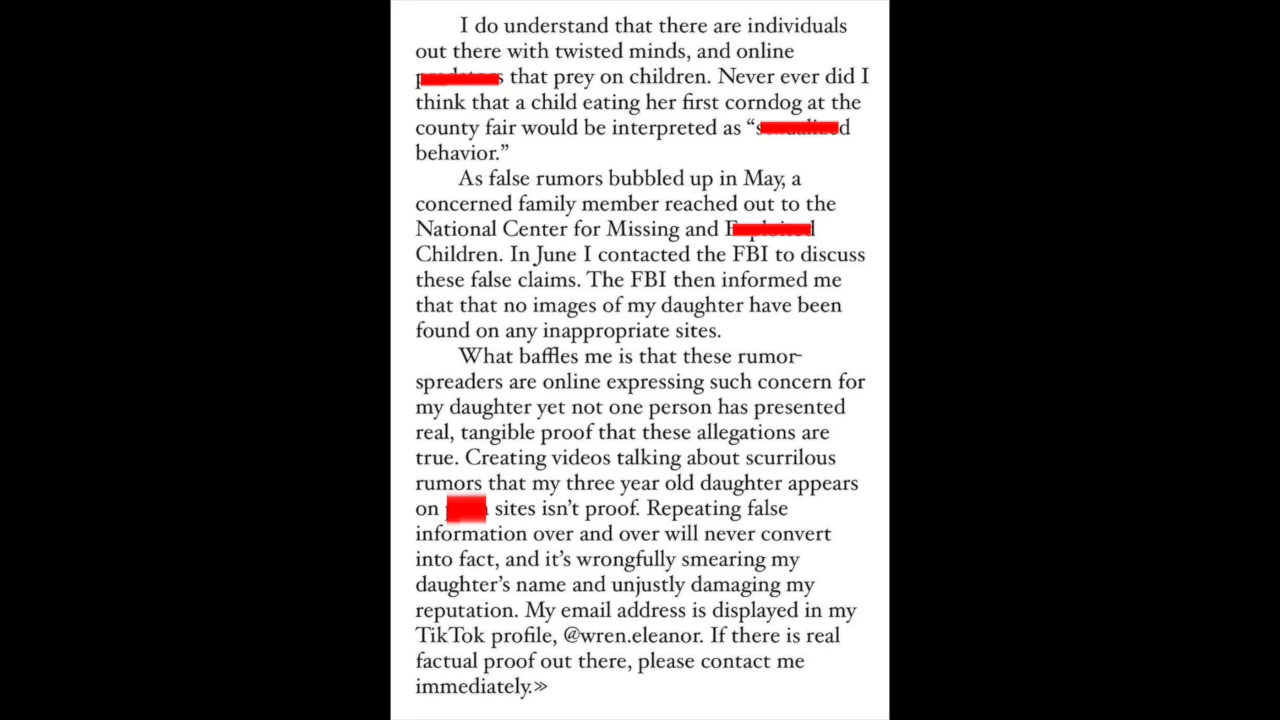 I do understand that there are individuals
out there with twisted minds, and online
that prey on children. Never ever did I
think that a child eating her first corndog at the
county fair would be interpreted as “
behavior.”
As false rumors bubbled up in May, a
concerned family member reached out to the
National Center for Missing and
Children. In June I contacted the FBI to discuss
these false claims. The FBI then informed me
that that no images of my daughter have been
found on any inappropriate sites.
What baffles me is that these rumor-
spreaders are online expressing such concern for
my daughter yet not one person has presented
real, tangible proof that these allegations are
true. Creating videos talking about scurrilous
rumors that my three year old daughter appears
on sites isn’t proof. Repeating false
information over and over will never convert
into fact, and it’s wrongfully smearing my
daughter’s name and unjustly damaging my
reputation. My email address is displayed in my
TikTok profile, @wren.eleanor. If there is real
factual proof out there, please contact me
immediately.»